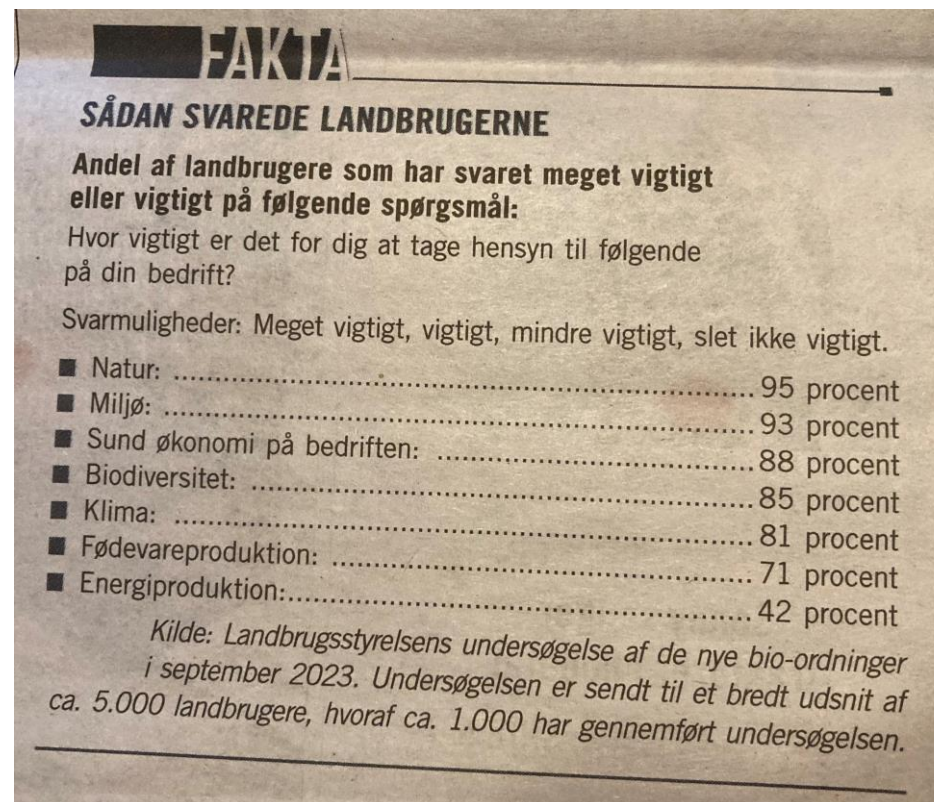 FAKTA
SÅDAN SVAREDE LANDBRUGERNE
Andel af landbrugere som har svaret meget vigtigt
eller vigtigt på følgende spørgsmål:
Hvor vigtigt er det for dig at tage hensyn til følgende
på din bedrift?
Svarmuligheder: Meget vigtigt, vigtigt, mindre vigtigt, slet ikke vigtigt.
■ Natur: .......................................................................... 95 procent
■ Miljø: ........................................................................... 93 procent
■ Sund økonomi på bedriften: ........................................ 88 procent
■ Biodiversitet: ................................................................ 85 procent
■ Klima: .......................................................................... 81 procent
■ Fødevareproduktion: ..................................................... 71 procent
■ Energiproduktion:........................................................... 42 procent
Kilde: Landbrugsstyrelsens undersøgelse af de nye bio-ordninger
i september 2023. Undersøgelsen er sendt til et bredt udsnit af
ca. 5.000 landbrugere, hvoraf ca. 1.000 har gennemført undersøgelsen.